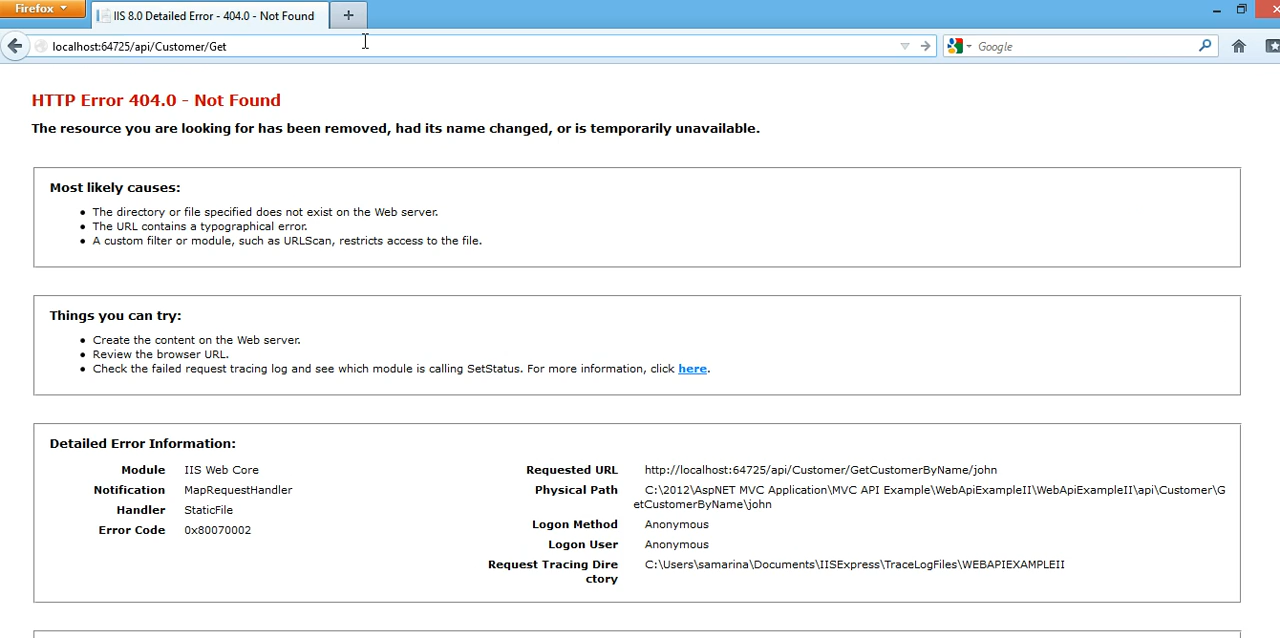 Firefox
IIS 8.0 Detailed Error - 404.0 - Not Found
localhost:64725/api/Customer/Get
Google
HTTP Error 404.0 - Not Found
The resource you are looking for has been removed, had its name changed, or is temporarily unavailable.
Most likely causes:
The directory or file specified does not exist on the Web server.
The URL contains a typographical error.
A custom filter or module, such as URLScan, restricts access to the file.
Things you can try:
Create the content on the Web server.
Review the browser URL.
Check the failed request tracing log and see which module is calling SetStatus. For more information, click here.
Detailed Error Information:
Module IIS Web Core
Notification MapRequestHandler
Handler StaticFile
Error Code 0x80070002
Requested URL http://localhost:64725/api/Customer/GetCustomerByName/john
Physical Path C:\2012\AspNET MVC Application\MVC API Example\WebApiExampleII\WebApiExampleII\api\Customer\G
etCustomerByName\john
Logon Method Anonymous
Logon User Anonymous
Request Tracing Dire C:\Users\samarina\Documents\IISExpress\TraceLogFiles\WEBAPIEXAMPLEII
ctory